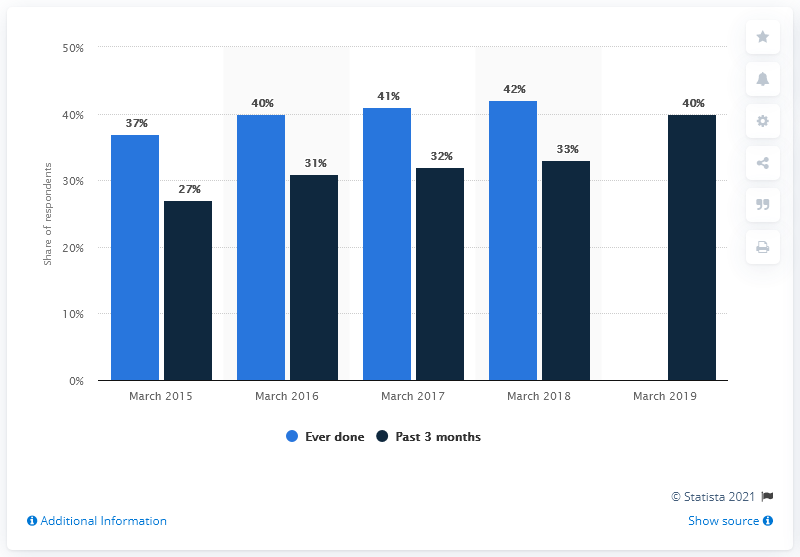 50%
40%
30%
20%
10%
0%
Share of respondents
37%
27%
40%
31%
41%
32%
42%
33%
40%
March 2015
March 2016
March 2017
March 2018
March 2019
Ever done
Past 3 months
© Statista 2021
Additional Information
Show source